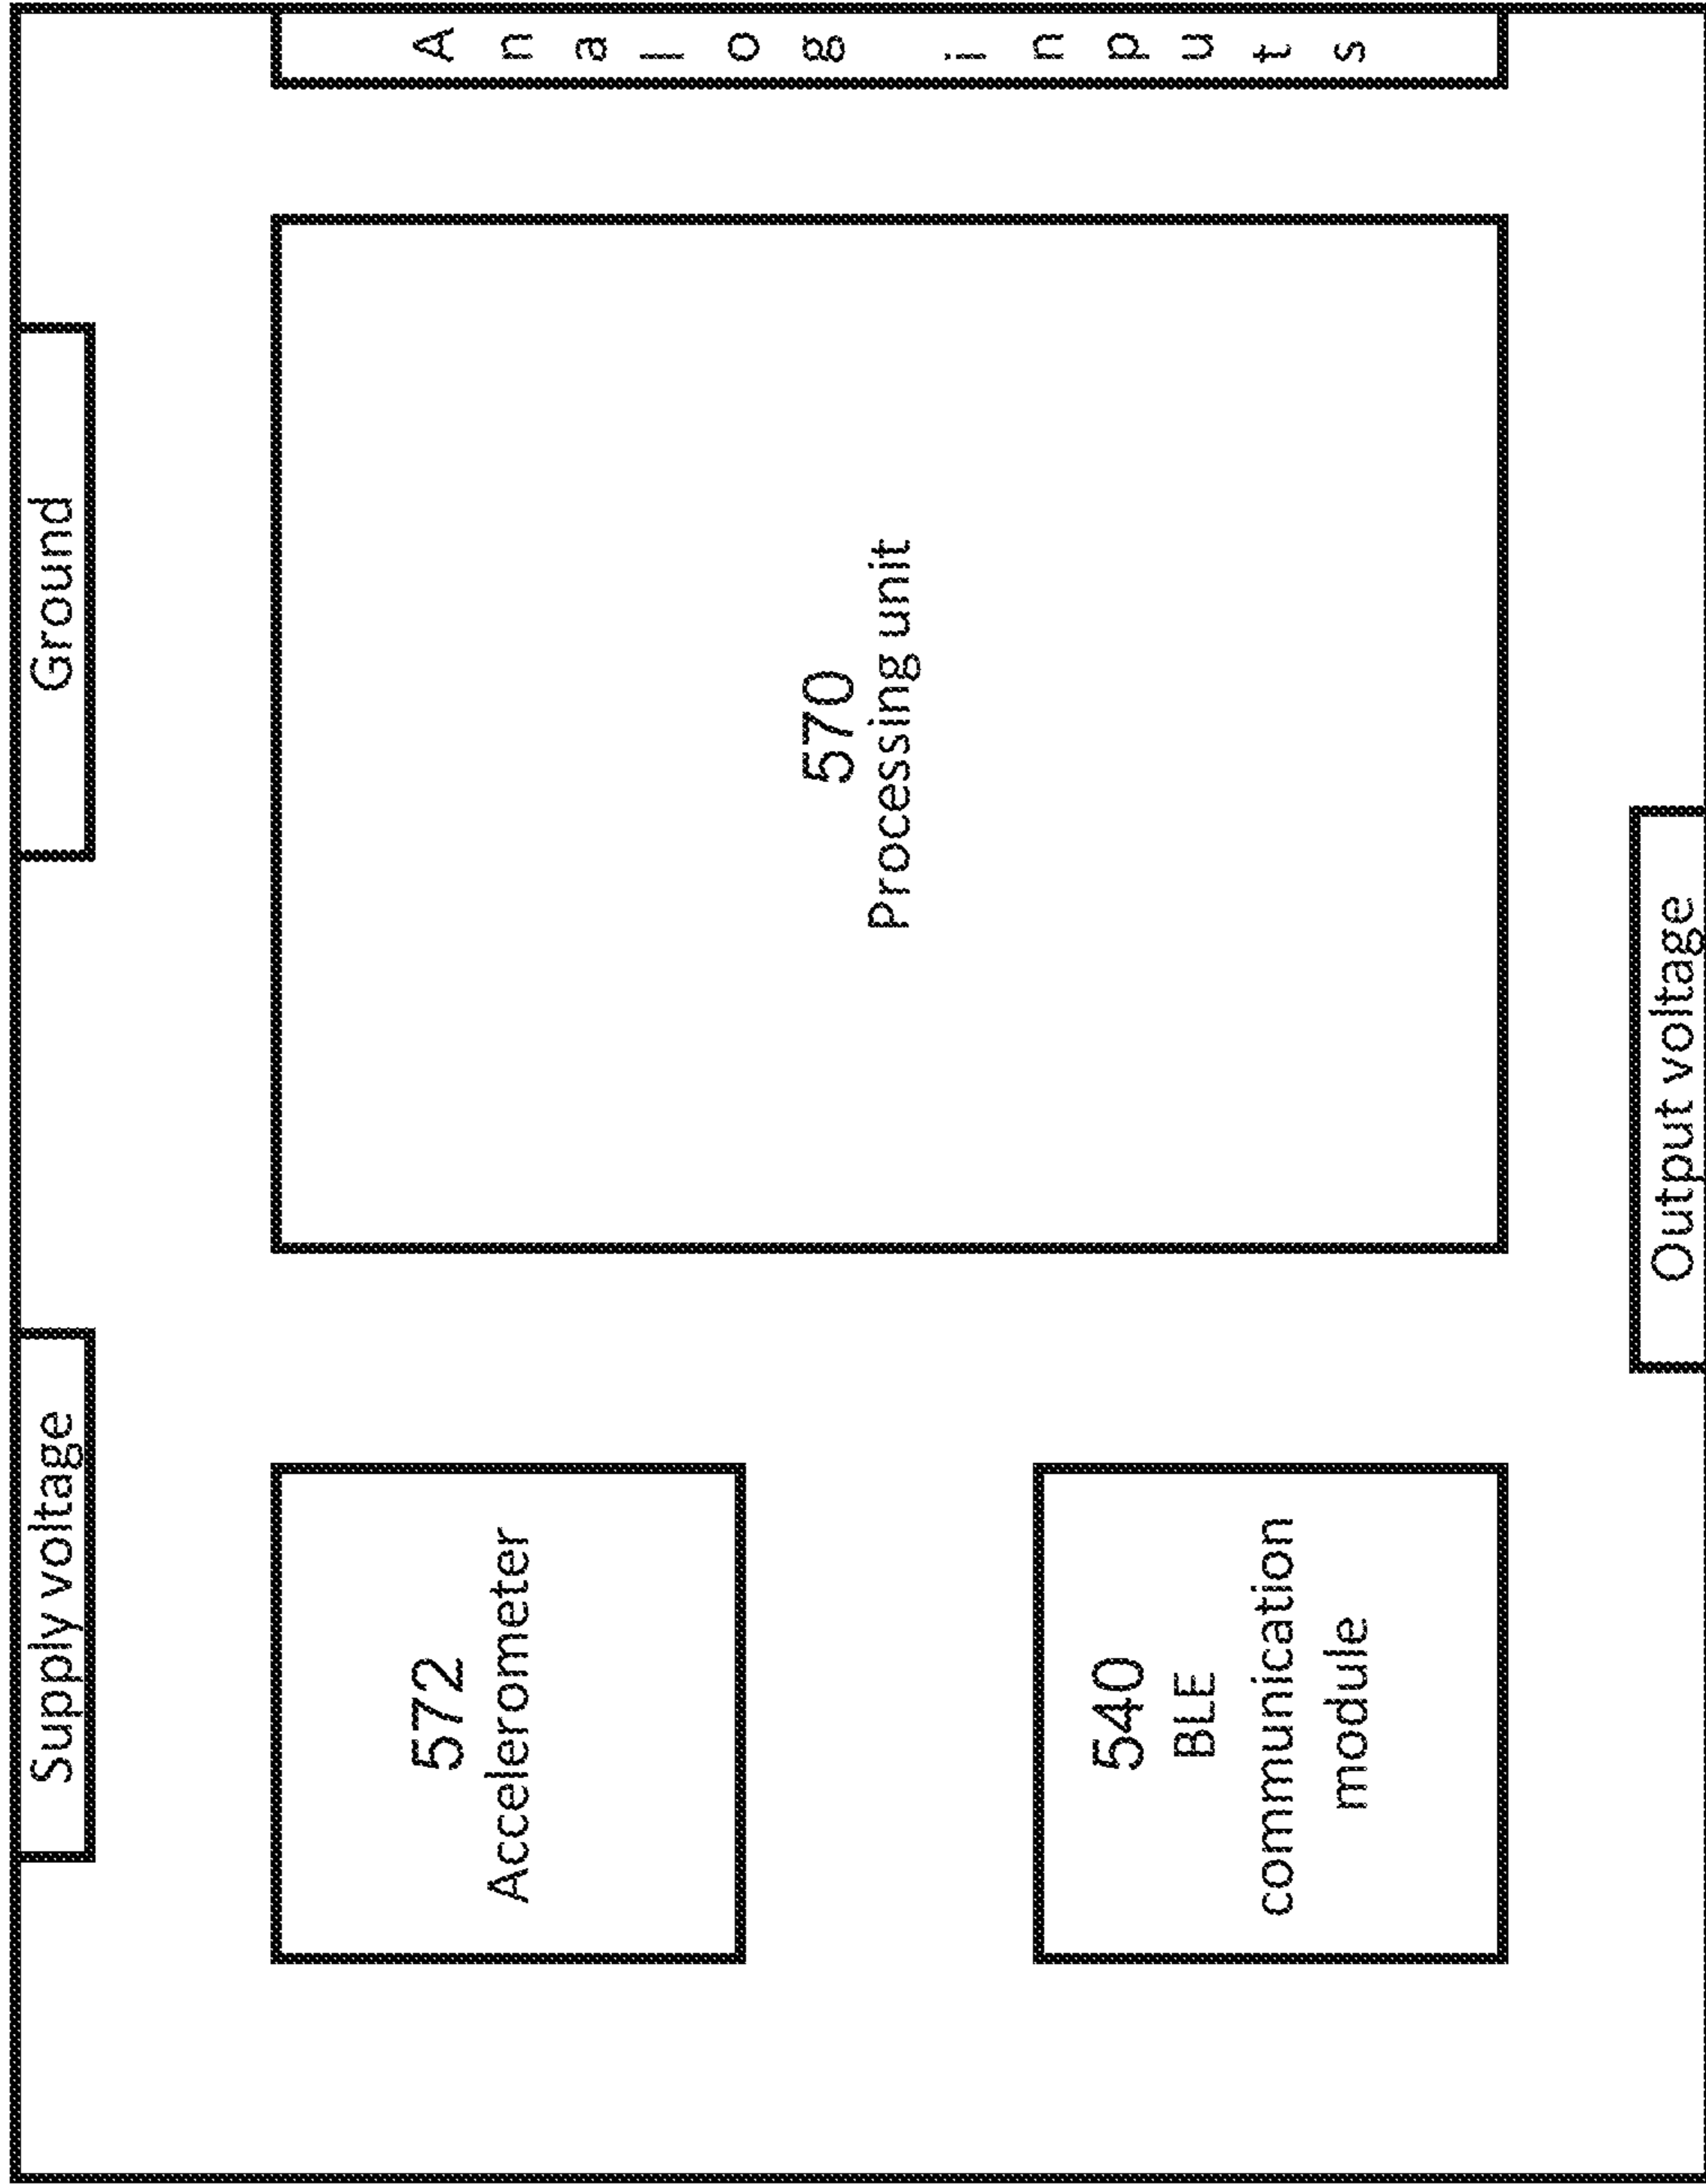 Supply voltage
Ground
572
Accelerometer
570
Processing unit
540
BLE
communication
module
Analog inputs
Output voltage